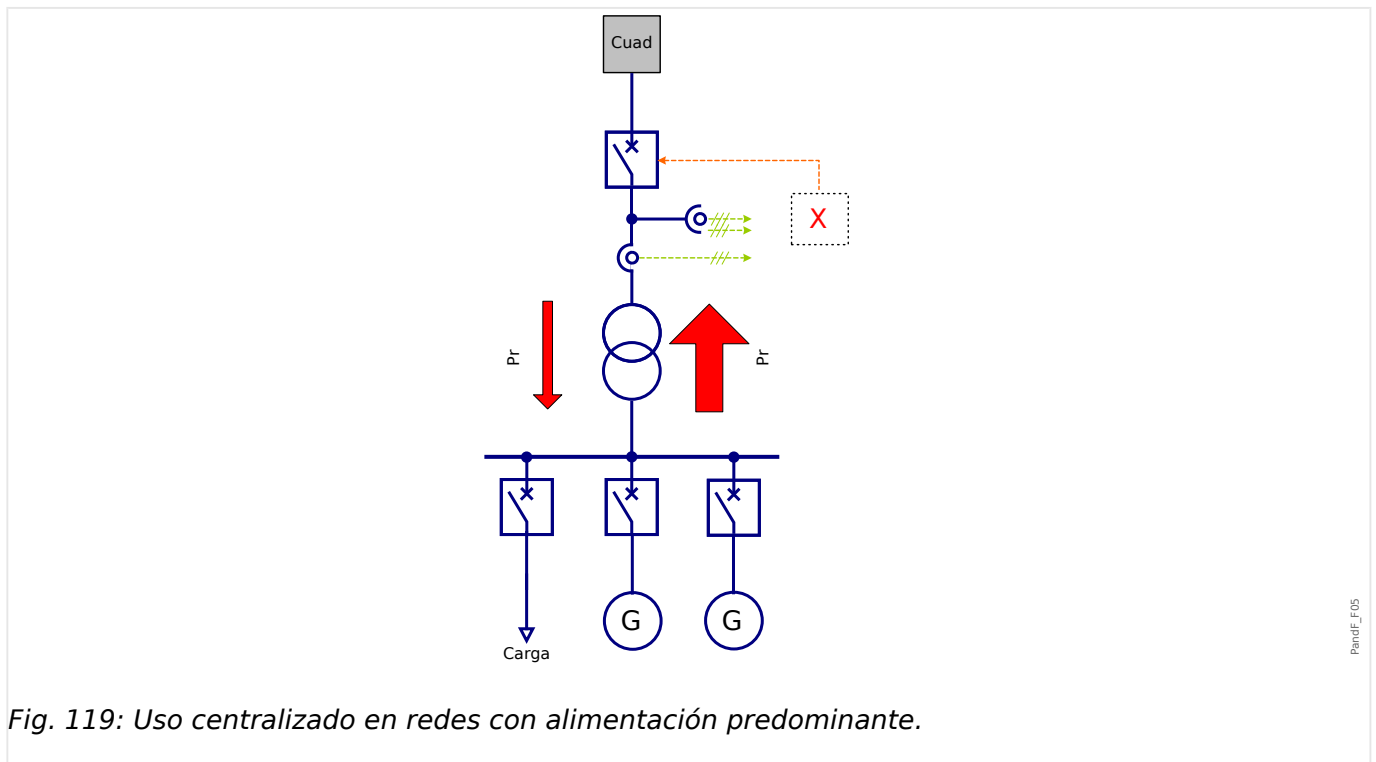 Cuad
X
Pr
Pr
G
G
Carga
PandF_F05
Fig. 119: Uso centralizado en redes con alimentación predominante.